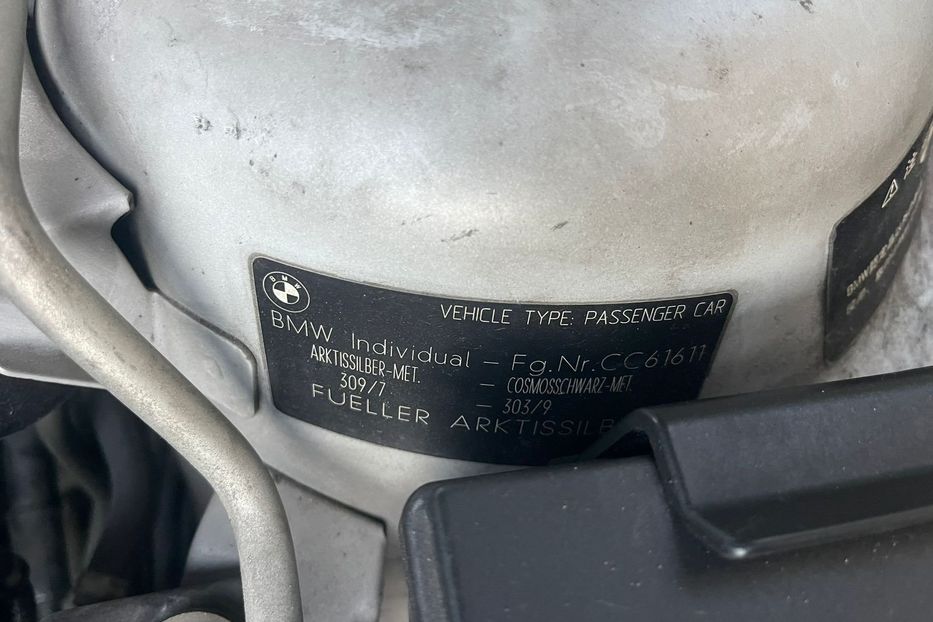 BMW
VEHICLE TYPE: PASSENGER CAR
BMW Individual - Fg.Nr.CC61611
ARKTISSILBER-MET. - COSMOSSCHWARZ-MET.
309/7 - 303/9
FUELLER ARKTISSILB
BMW